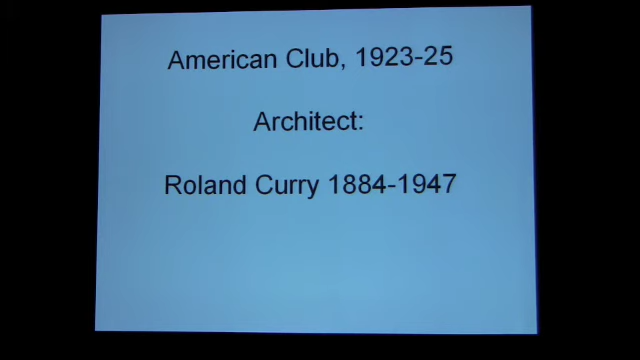 American Club, 1923-25
Architect:
Roland Curry 1884-1947